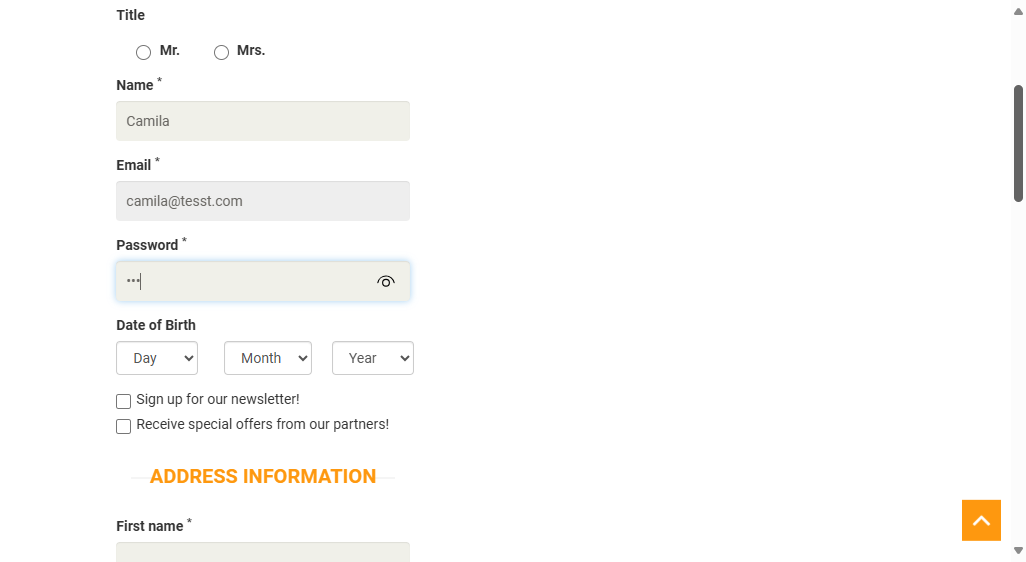 Title
Mr. Mrs.
Name *
Camila
Email *
camila@tesst.com
Password *
•••
Date of Birth
Day Month Year
Sign up for our newsletter!
Receive special offers from our partners!
ADDRESS INFORMATION
First name *